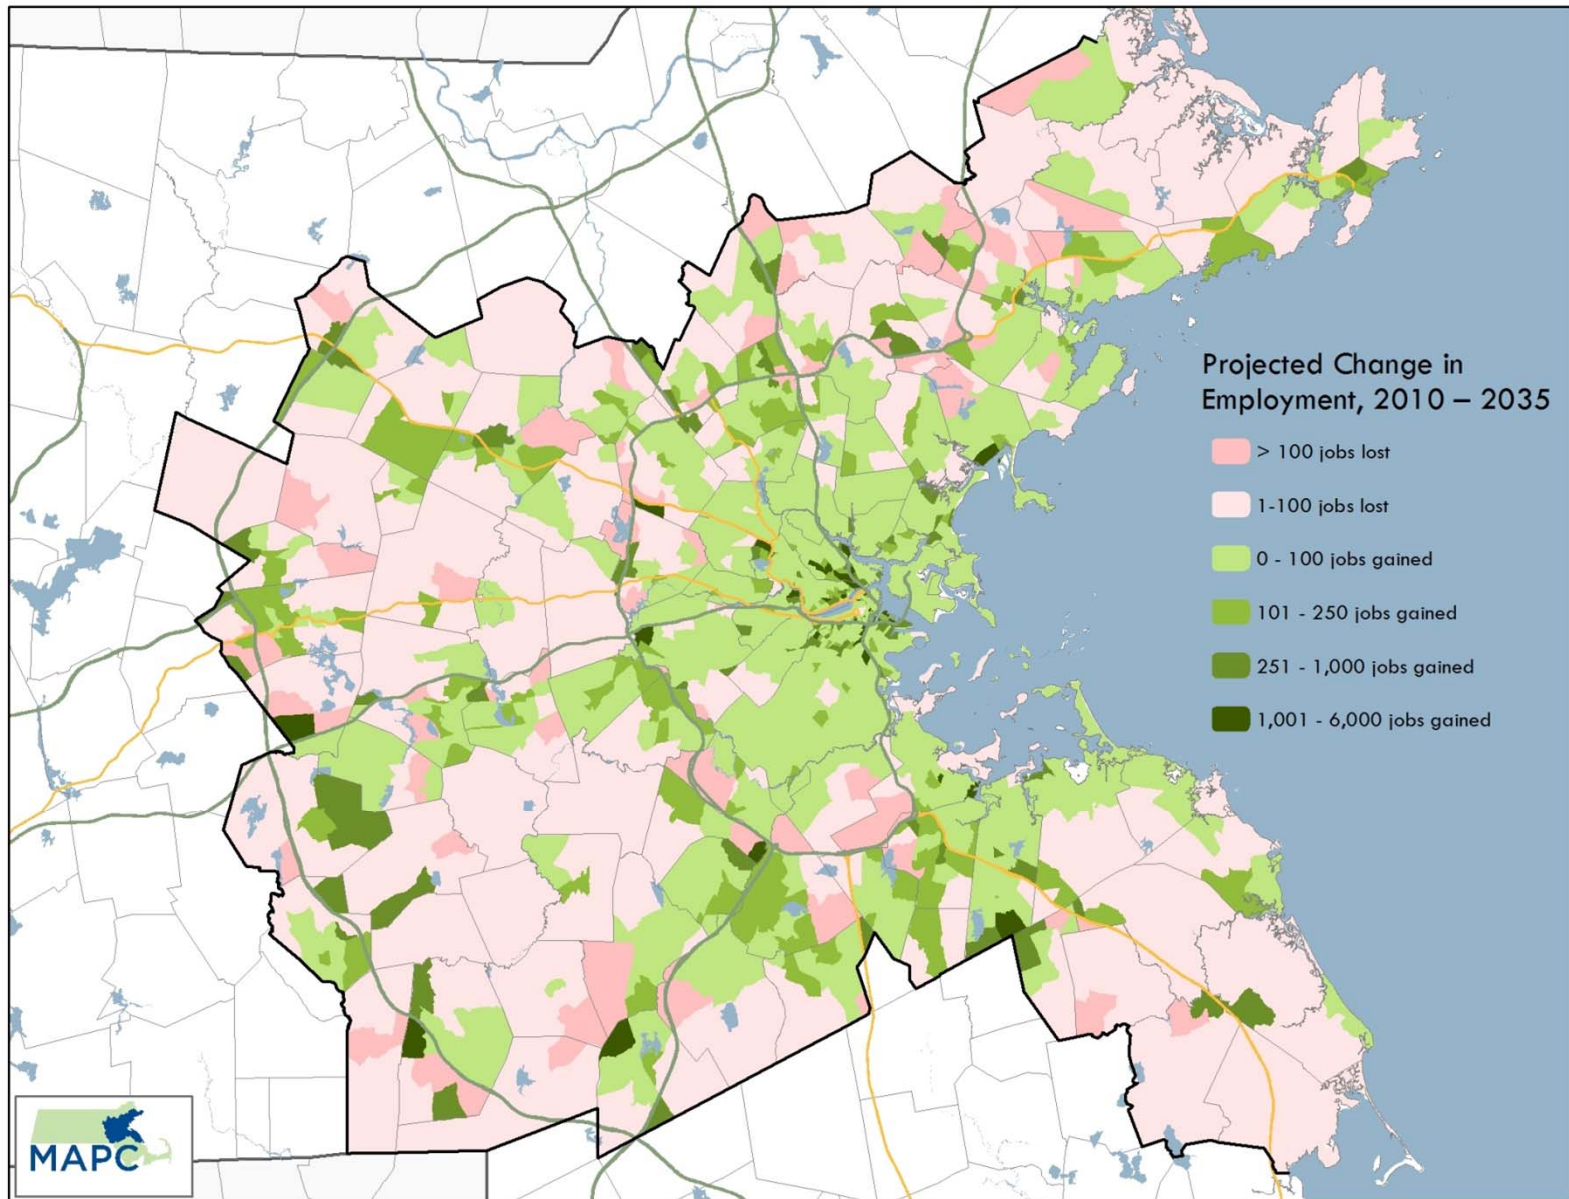 Projected Change in
Employment, 2010 – 2035
> 100 jobs lost
1-100 jobs lost
0 - 100 jobs gained
101 - 250 jobs gained
251 - 1,000 jobs gained
1,001 - 6,000 jobs gained
MAPC